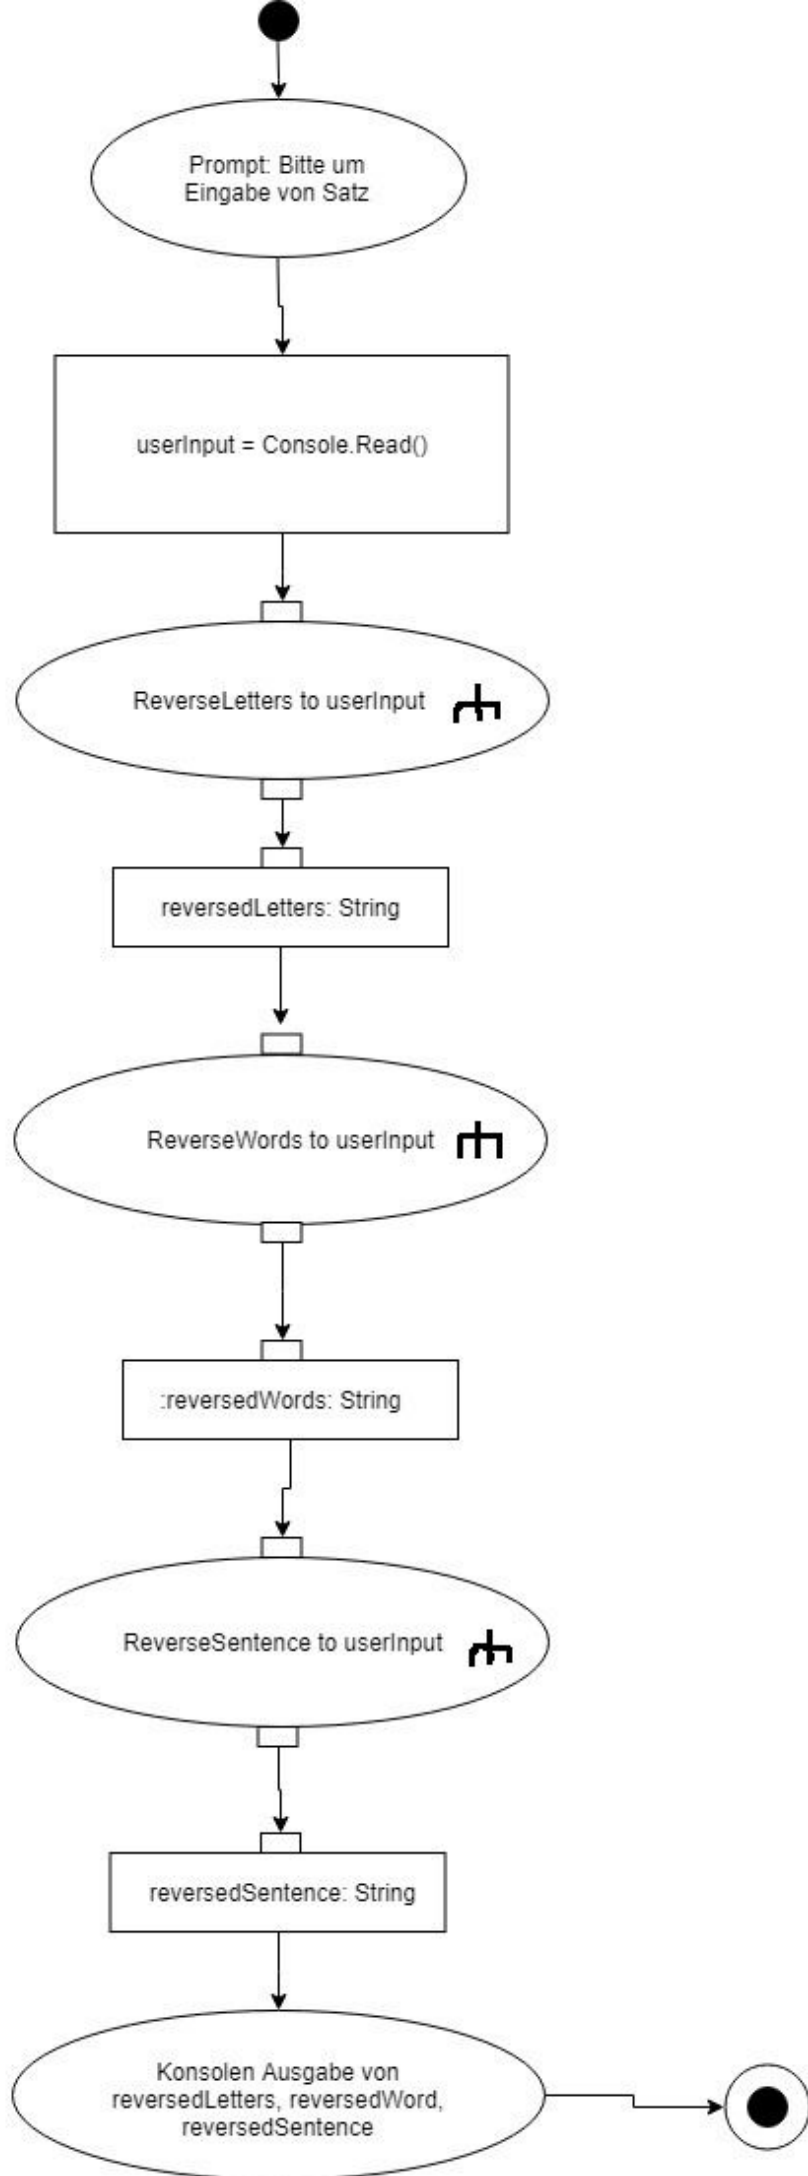 Prompt: Bitte um
Eingabe von Satz
userInput = Console.Read()
ReverseLetters to userInput
reversedLetters: String
ReverseWords to userInput
:reversedWords: String
ReverseSentence to userInput
reversedSentence: String
Konsolen Ausgabe von
reversedLetters, reversedWord,
reversedSentence